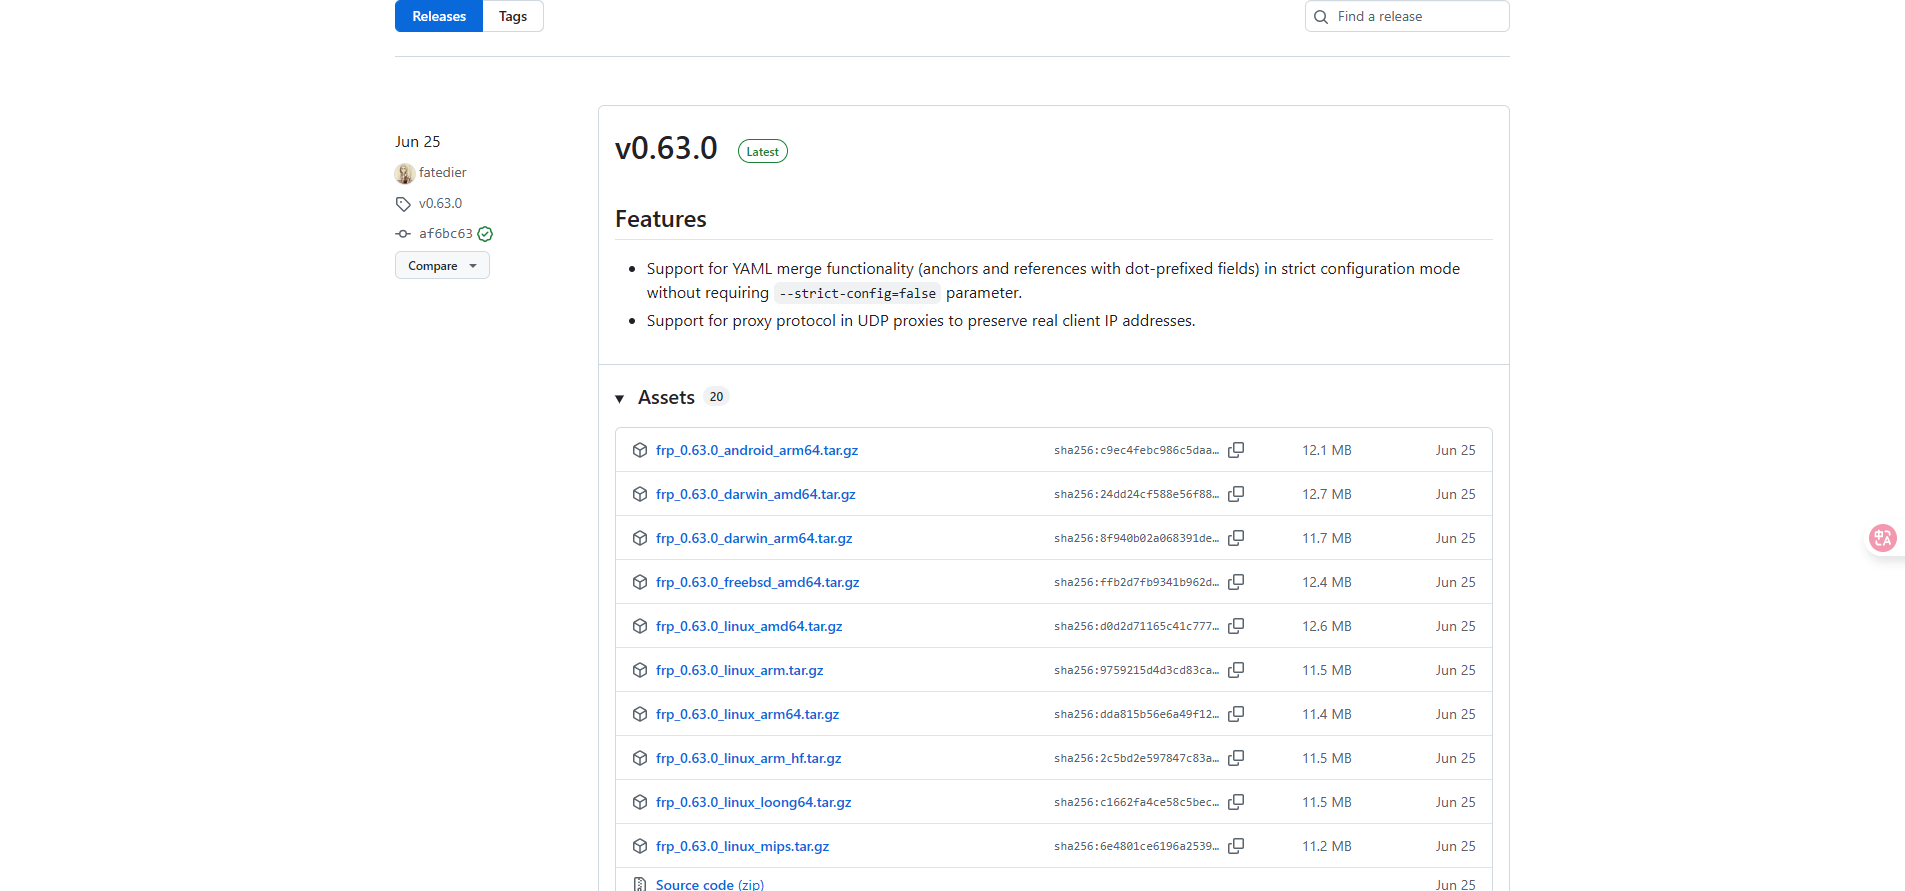 Releases
Tags
Find a release
Jun 25
fatedier
v0.63.0
af6bc63
Compare
v0.63.0 Latest
Features
Support for YAML merge functionality (anchors and references with dot-prefixed fields) in strict configuration mode
without requiring --strict-config=false parameter.
Support for proxy protocol in UDP proxies to preserve real client IP addresses.
Assets 20
frp_0.63.0_android_arm64.tar.gz sha256:c9ec4febc986c5daa… 12.1 MB Jun 25
frp_0.63.0_darwin_amd64.tar.gz sha256:24dd24cf588e56f88… 12.7 MB Jun 25
frp_0.63.0_darwin_arm64.tar.gz sha256:8f940b02a068391de… 11.7 MB Jun 25
frp_0.63.0_freebsd_amd64.tar.gz sha256:ffb2d7fb9341b962d… 12.4 MB Jun 25
frp_0.63.0_linux_amd64.tar.gz sha256:d0d2d71165c41c777… 12.6 MB Jun 25
frp_0.63.0_linux_arm.tar.gz sha256:9759215d4d3cd83ca… 11.5 MB Jun 25
frp_0.63.0_linux_arm64.tar.gz sha256:dda815b56e6a49f12… 11.4 MB Jun 25
frp_0.63.0_linux_arm_hf.tar.gz sha256:2c5bd2e597847c83a… 11.5 MB Jun 25
frp_0.63.0_linux_loong64.tar.gz sha256:c1662fa4ce58c5bec… 11.5 MB Jun 25
frp_0.63.0_linux_mips.tar.gz sha256:6e4801ce6196a2539… 11.2 MB Jun 25
Source code (zip) Jun 25
中A